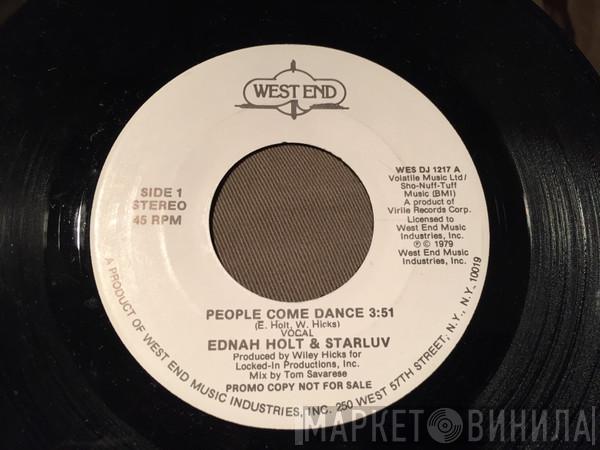 WEST END
SIDE 1
STEREO
45 RPM
WES DJ 1217 A
Volatile Music Ltd/
Sho-Nuff-Tuff
Music (BMI)
A product of
Virile Records Corp.
Licensed to
West End Music
Industries, Inc.
℗ © 1979
West End Music
Industries, Inc.
PEOPLE COME DANCE 3:51
(E. Holt, W. Hicks)
VOCAL
EDNAH HOLT & STARLUV
Produced by Wiley Hicks for
Locked-In Productions, Inc.
Mix by Tom Savarese
PROMO COPY NOT FOR SALE
A PRODUCT OF WEST END MUSIC INDUSTRIES, INC. 250 WEST 57TH STREET; N.Y., N.Y. 10019
МАРКЕТ ВИНИЛА